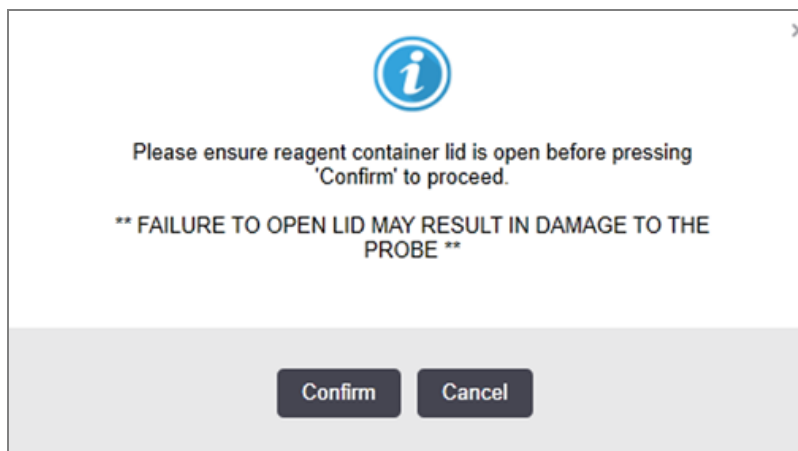 Please ensure reagent container lid is open before pressing
'Confirm' to proceed.
** FAILURE TO OPEN LID MAY RESULT IN DAMAGE TO THE
PROBE **
Confirm
Cancel